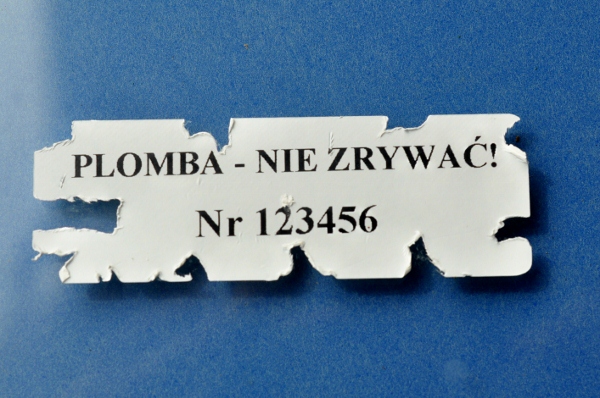 PLOMBA - NIE ZRYWAĆ!
Nr 123456